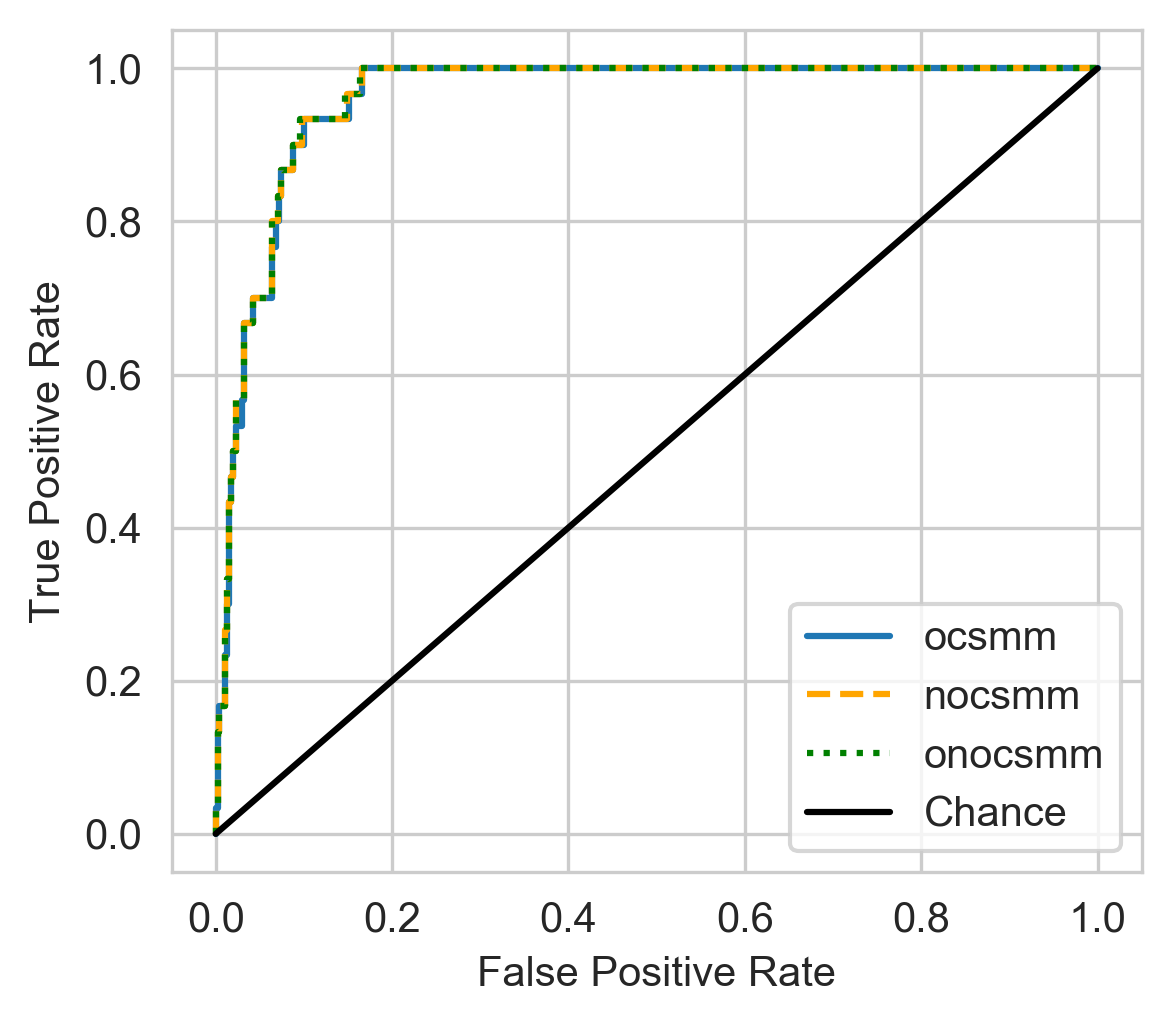 True Positive Rate
1.0
0.8
0.6
0.4
0.2
0.0
0.0 0.2 0.4 0.6 0.8 1.0
False Positive Rate
ocsmm
nocsmm
onocsmm
Chance